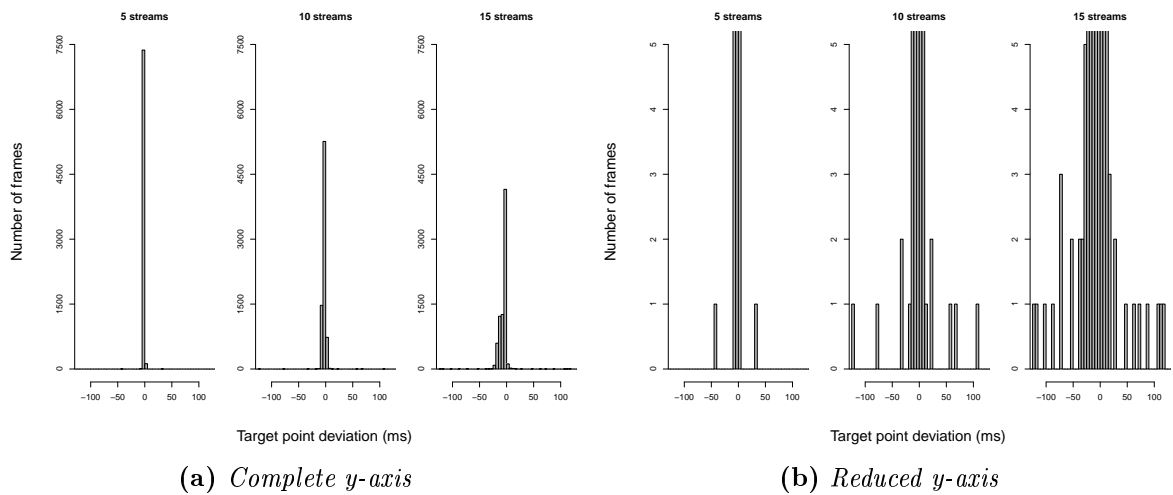 5 streams
10 streams
15 streams
Number of frames
7500
6000
4500
3000
1500
0
7500
6000
4500
3000
1500
0
7500
6000
4500
3000
1500
0
−100 −50 0 50 100
−100 −50 0 50 100
−100 −50 0 50 100
Target point deviation (ms)
(a) Complete y-axis
5 streams
10 streams
15 streams
Number of frames
5
4
3
2
1
0
5
4
3
2
1
0
5
4
3
2
1
0
−100 −50 0 50 100
−100 −50 0 50 100
−100 −50 0 50 100
Target point deviation (ms)
(b) Reduced y-axis